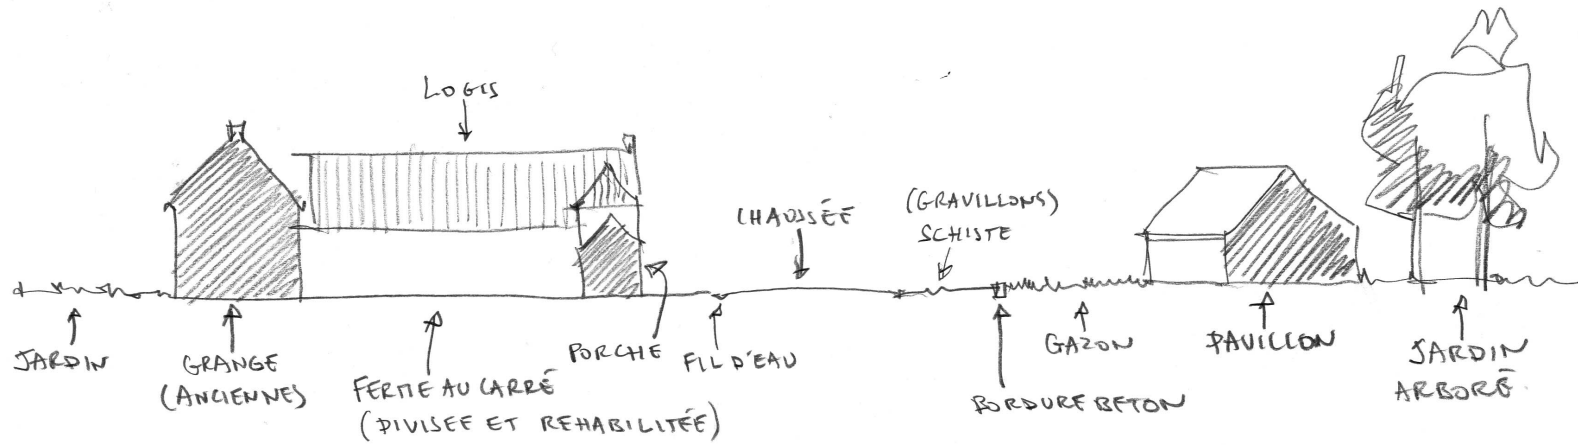 LOGIS
CHAUSSÉE
(GRAVILLONS)
SCHISTE
JARDIN
GRANGE
(ANCIENNES)
FERME AU CARRÉ
(DIVISEE ET REHABILITÉE)
PORCHE
FIL D'EAU
BORDURE BETON
GAZON
PAVILLON
JARDIN
ARBORÉ